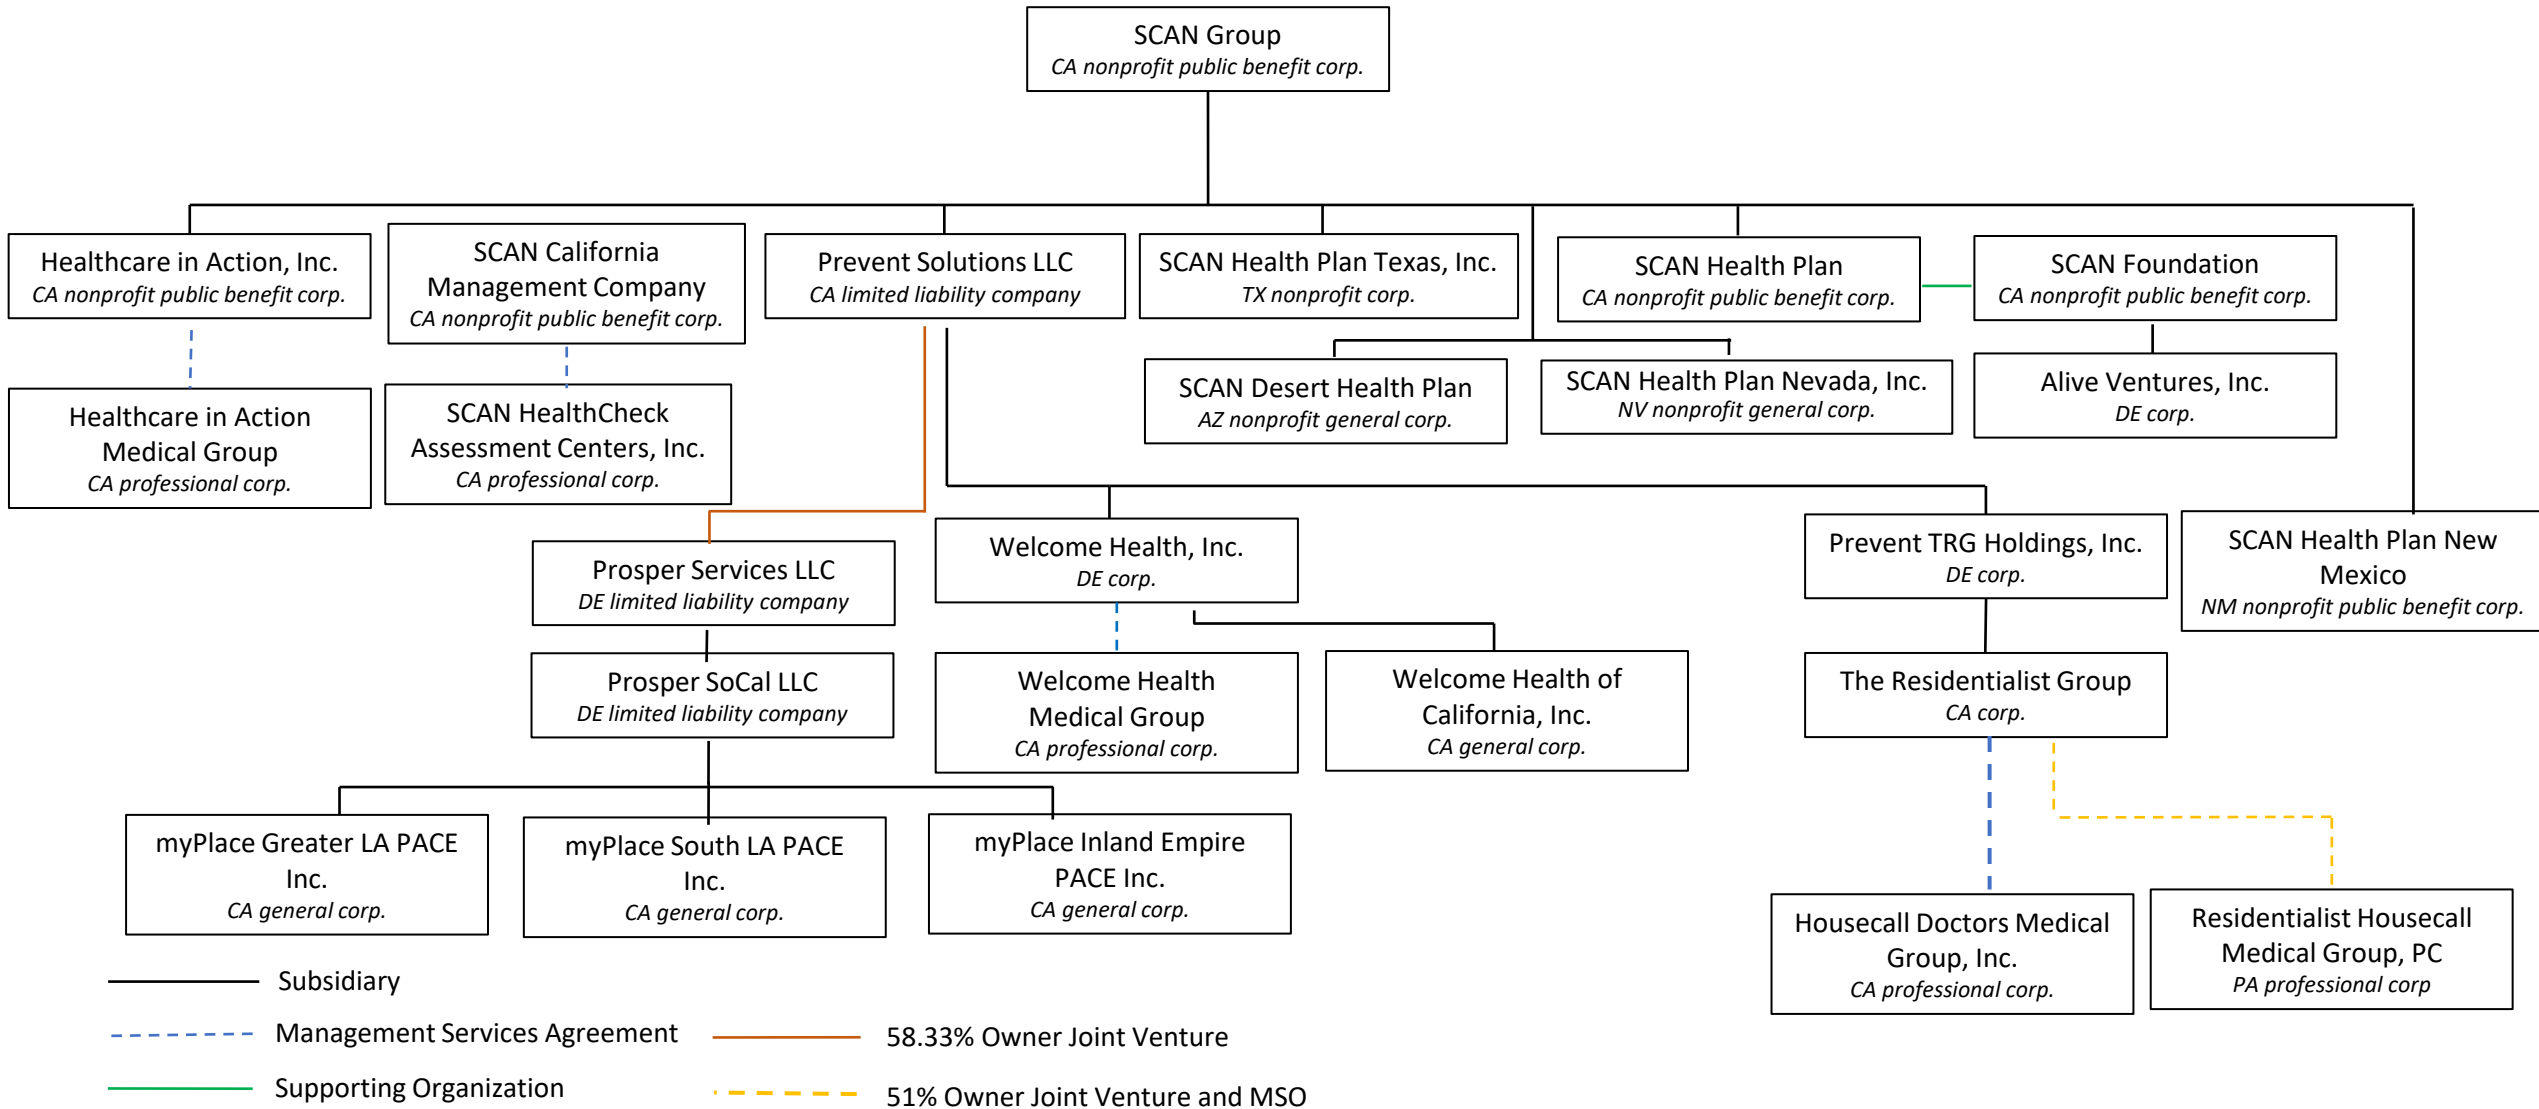 SCAN Group
CA nonprofit public benefit corp.
Healthcare in Action, Inc.
CA nonprofit public benefit corp.
SCAN California
Management Company
CA nonprofit public benefit corp.
Prevent Solutions LLC
CA limited liability company
SCAN Health Plan Texas, Inc.
TX nonprofit corp.
SCAN Health Plan
CA nonprofit public benefit corp.
SCAN Foundation
CA nonprofit public benefit corp.
Healthcare in Action
Medical Group
CA professional corp.
SCAN HealthCheck
Assessment Centers, Inc.
CA professional corp.
SCAN Desert Health Plan
AZ nonprofit general corp.
SCAN Health Plan Nevada, Inc.
NV nonprofit general corp.
Alive Ventures, Inc.
DE corp.
Prosper Services LLC
DE limited liability company
Welcome Health, Inc.
DE corp.
Prevent TRG Holdings, Inc.
DE corp.
SCAN Health Plan New
Mexico
NM nonprofit public benefit corp.
Prosper SoCal LLC
DE limited liability company
Welcome Health
Medical Group
CA professional corp.
Welcome Health of
California, Inc.
CA general corp.
The Residentialist Group
CA corp.
myPlace Greater LA PACE
Inc.
CA general corp.
myPlace South LA PACE
Inc.
CA general corp.
myPlace Inland Empire
PACE Inc.
CA general corp.
Housecall Doctors Medical
Group, Inc.
CA professional corp.
Residentialist Housecall
Medical Group, PC
PA professional corp
Subsidiary
Management Services Agreement
58.33% Owner Joint Venture
Supporting Organization
51% Owner Joint Venture and MSO